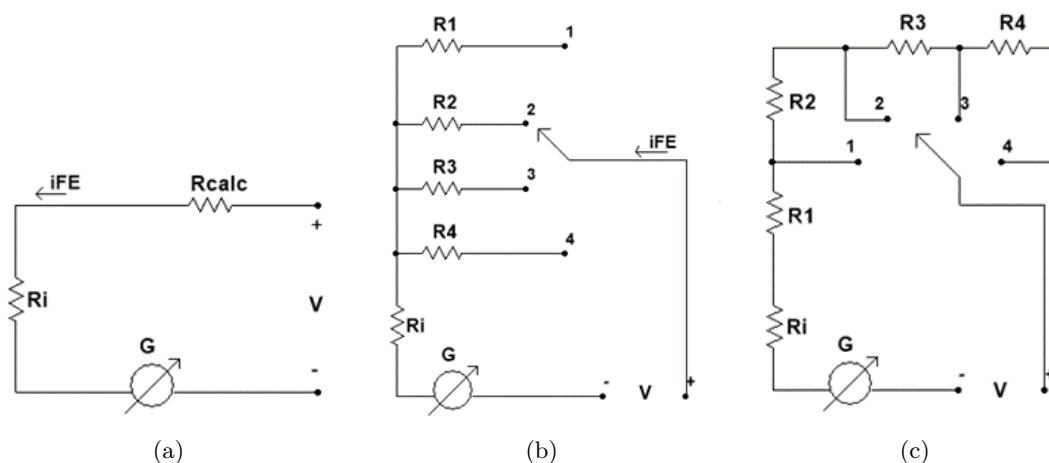 iFE
Rcalc
+
Ri
V
G
-
(a)
R1
1
R2
2
iFE
R3
3
R4
4
Ri
G
-
V
+
(b)
R3
R4
R2
2
3
1
4
R1
Ri
G
-
V
+
(c)